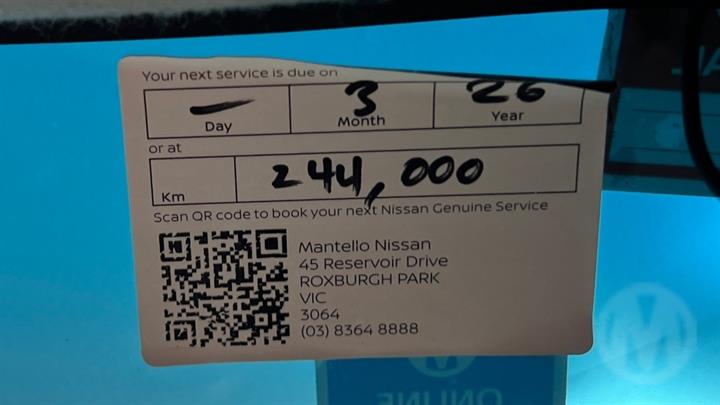 Your next service is due on
— 3 26
Day Month Year
or at
Km 244,000
Scan QR code to book your next Nissan Genuine Service
Mantello Nissan
45 Reservoir Drive
ROXBURGH PARK
VIC
3064
(03) 8364 8888
M
ONLINE